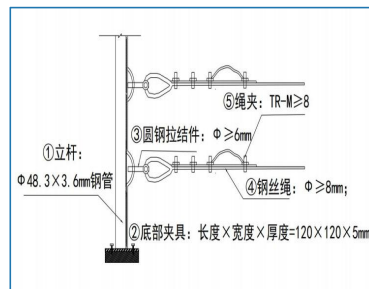 ⑤绳夹：TR-M≥8
③圆钢拉结件：Φ≥6mm
①立杆：
Φ48.3×3.6mm钢管
④钢丝绳：Φ≥8mm；
②底部夹具：长度×宽度×厚度=120×120×5mm